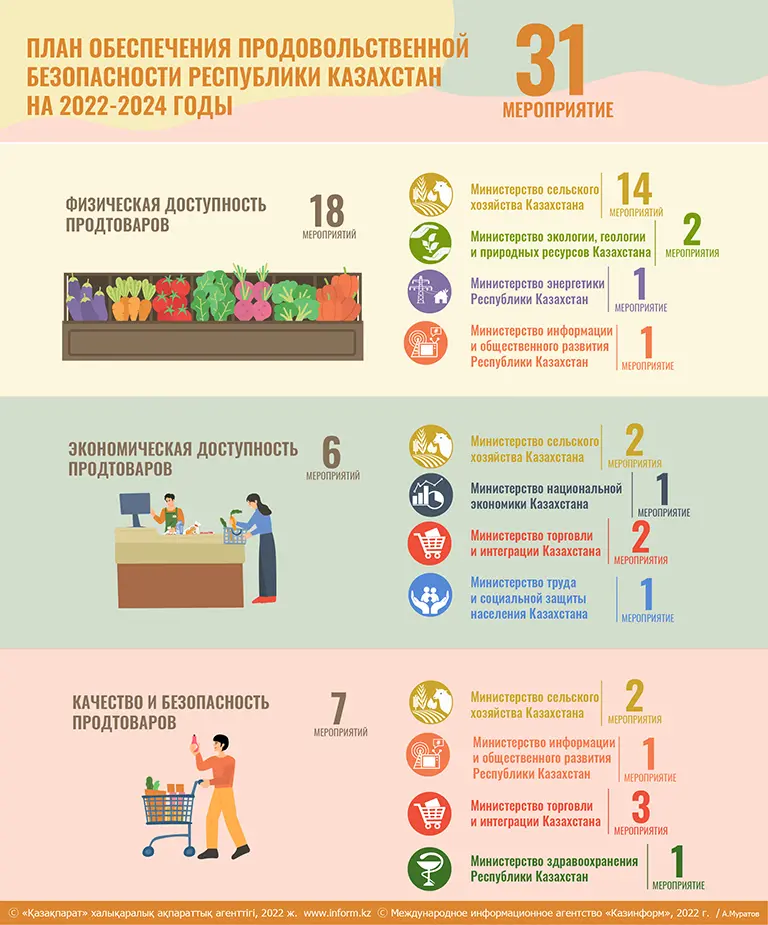 ПЛАН ОБЕСПЕЧЕНИЯ ПРОДОВОЛЬСТВЕННОЙ
БЕЗОПАСНОСТИ РЕСПУБЛИКИ КАЗАХСТАН
НА 2022-2024 ГОДЫ
31
МЕРОПРИЯТИЕ
ФИЗИЧЕСКАЯ ДОСТУПНОСТЬ
ПРОДТОВАРОВ
18
МЕРОПРИЯТИЙ
Министерство сельского
хозяйства Казахстана
14
МЕРОПРИЯТИЙ
Министерство экологии, геологии
и природных ресурсов Казахстана
2
МЕРОПРИЯТИЯ
Министерство энергетики
Республики Казахстан
1
МЕРОПРИЯТИЕ
Министерство информации
и общественного развития
Республики Казахстан
1
МЕРОПРИЯТИЕ
ЭКОНОМИЧЕСКАЯ ДОСТУПНОСТЬ
ПРОДТОВАРОВ
6
МЕРОПРИЯТИЙ
Министерство сельского
хозяйства Казахстана
2
МЕРОПРИЯТИЯ
Министерство национальной
экономики Казахстана
1
МЕРОПРИЯТИЕ
Министерство торговли
и интеграции Казахстана
2
МЕРОПРИЯТИЯ
Министерство труда
и социальной защиты
населения Казахстана
1
МЕРОПРИЯТИЕ
КАЧЕСТВО И БЕЗОПАСНОСТЬ
ПРОДТОВАРОВ
7
МЕРОПРИЯТИЙ
Министерство сельского
хозяйства Казахстана
2
МЕРОПРИЯТИЯ
Министерство информации
и общественного развития
Республики Казахстан
1
МЕРОПРИЯТИЕ
Министерство торговли
и интеграции Казахстана
3
МЕРОПРИЯТИЯ
Министерство здравоохранения
Республики Казахстан
1
МЕРОПРИЯТИЕ
© «Қазақпарат» халықаралық ақпараттық агенттігі, 2022 ж. www.inform.kz © Международное информационное агентство «Казинформ», 2022 г. / А.Муратов